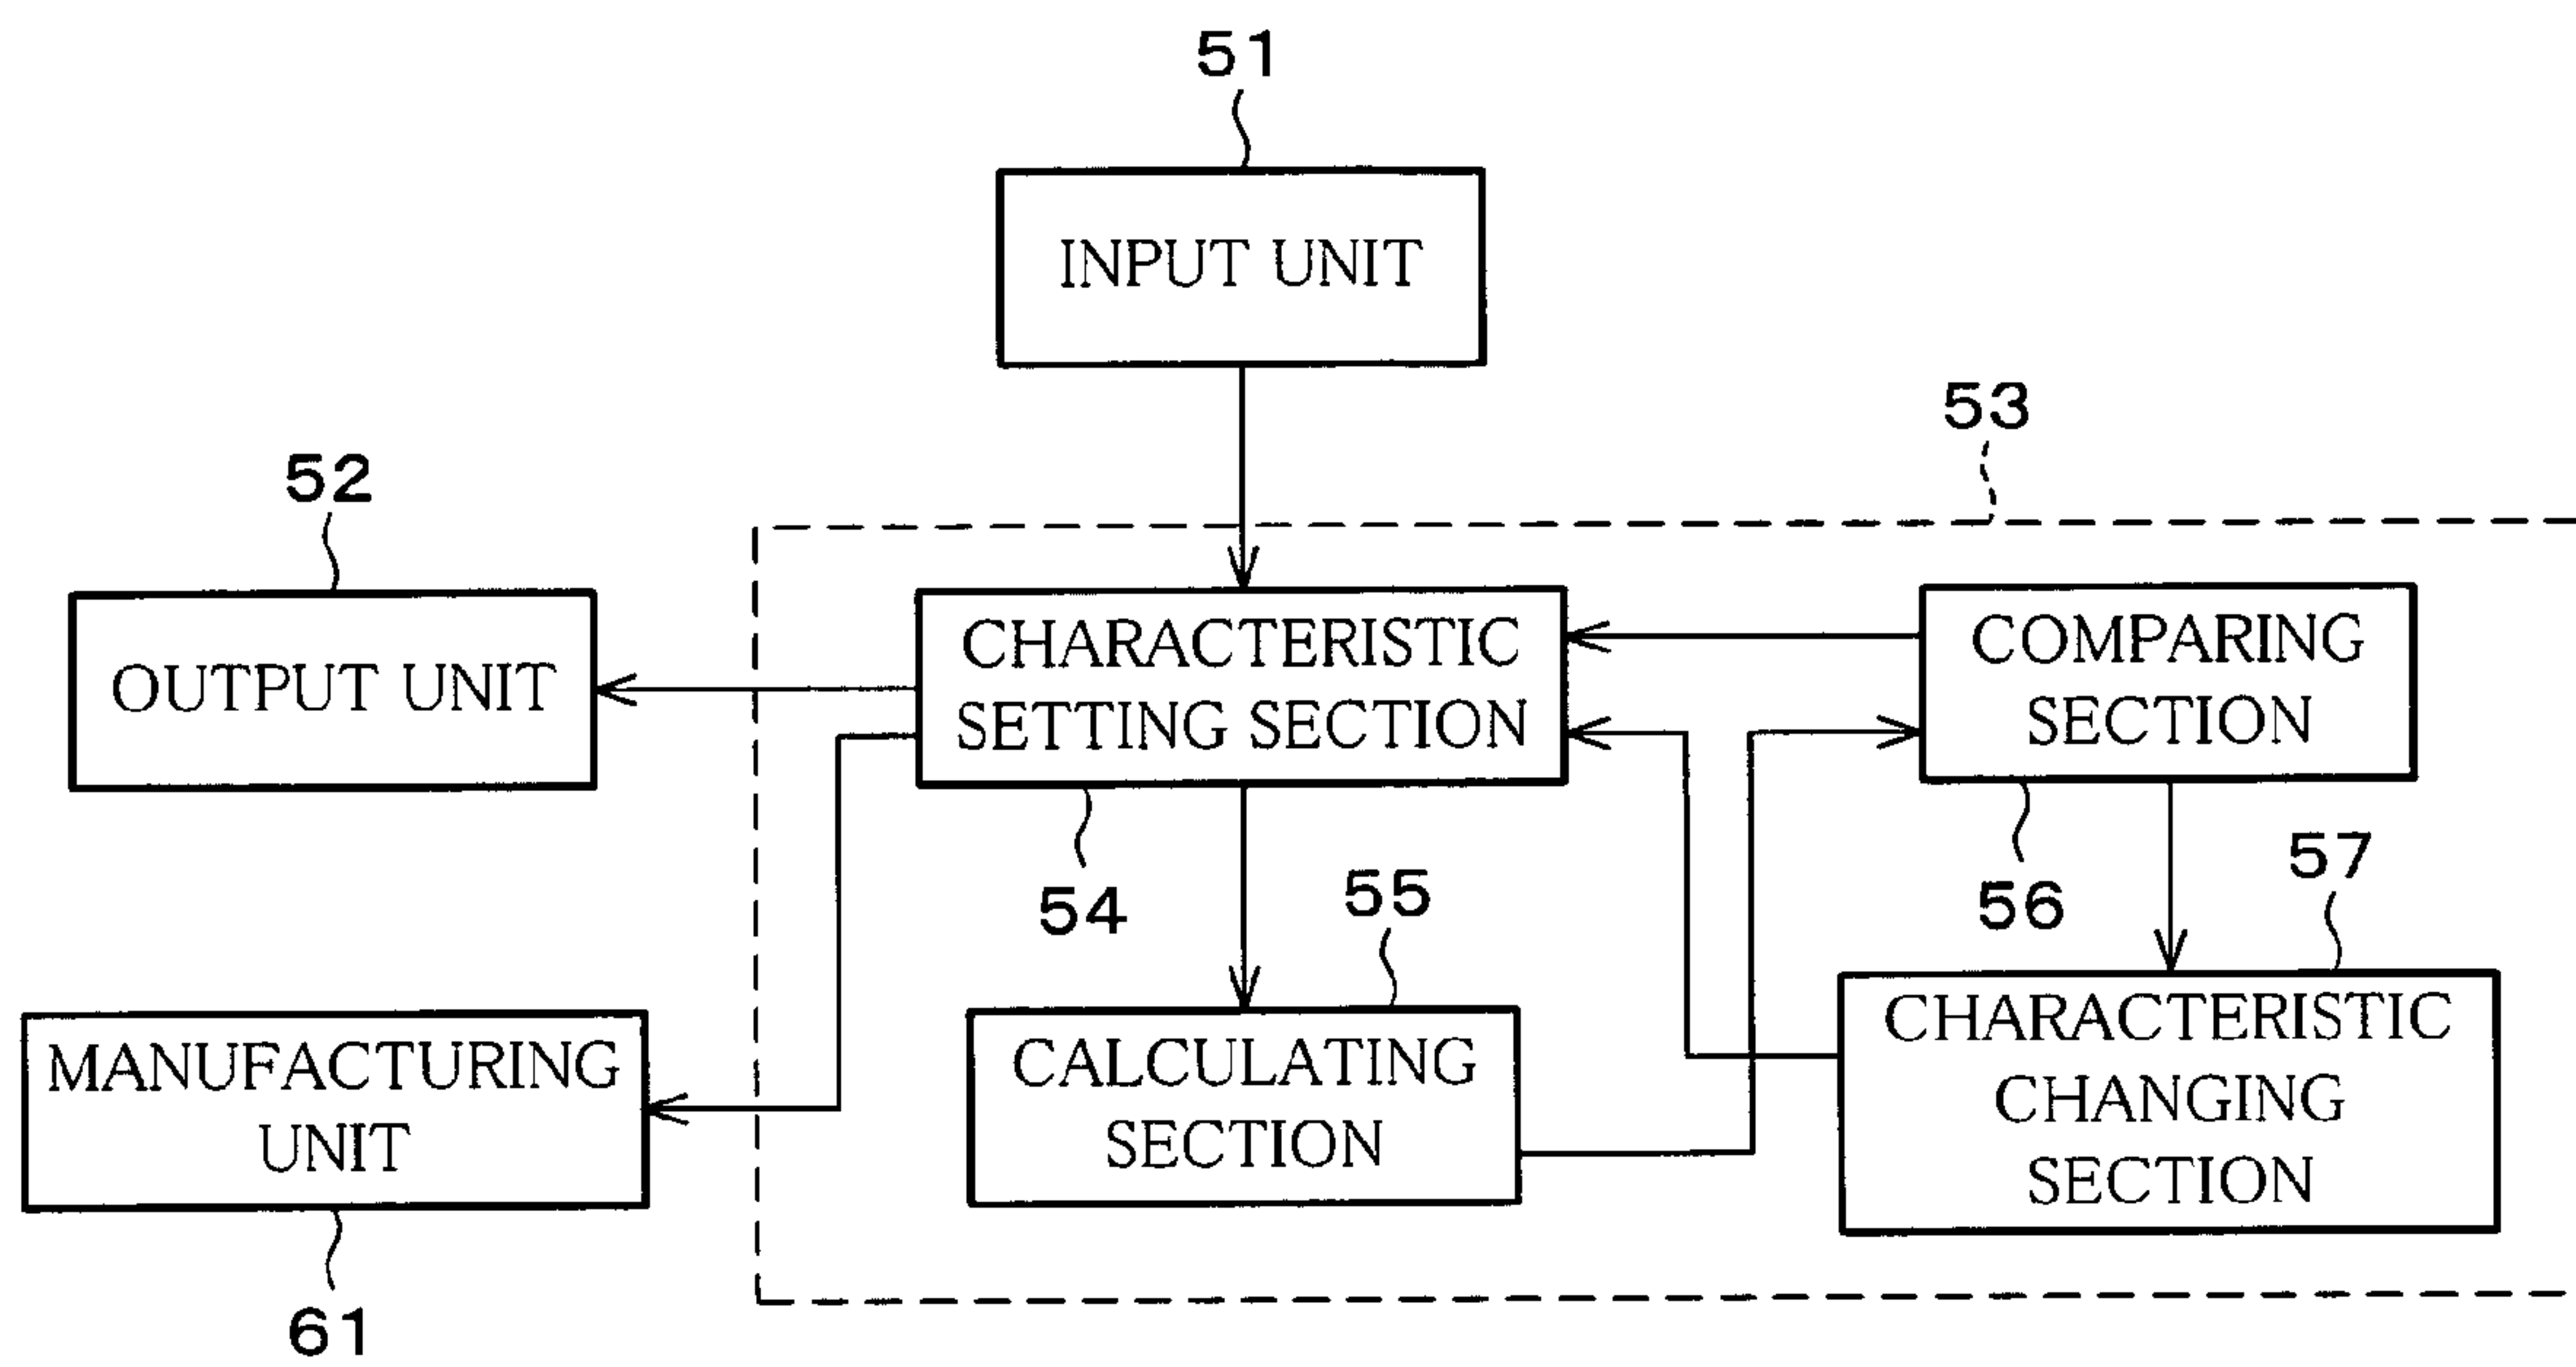 51
INPUT UNIT
53
52
OUTPUT UNIT
CHARACTERISTIC
SETTING SECTION
COMPARING
SECTION
54
55
56
57
MANUFACTURING
UNIT
CALCULATING
SECTION
CHARACTERISTIC
CHANGING
SECTION
61